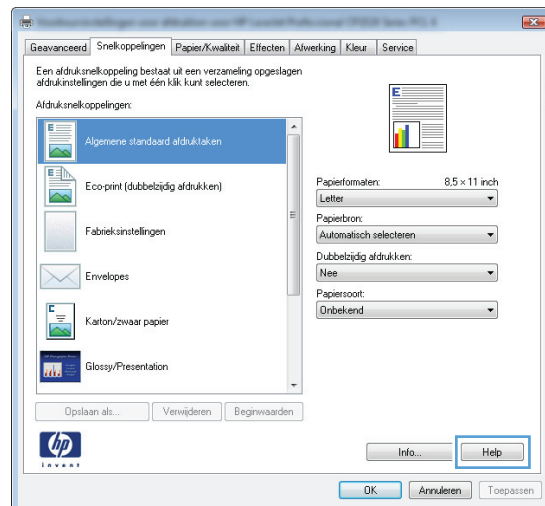 Geavanceerd Snelkoppelingen Papier/Kwaliteit Effecten Afwerking Kleur Service
Een afdruksnelkoppeling bestaat uit een verzameling opgeslagen
afdrukinstellingen die u met één klik kunt selecteren.
Afdruksnelkoppelingen:
Algemene standaard afdruktaken
Eco-print (dubbelzijdig afdrukken)
Fabrieksinstellingen
Envelopes
Karton/zwaar papier
Glossy/Presentation
Opslaan als... Verwijderen Beginwaarden
E
Papierformaten: 8,5 × 11 inch
Letter
Papierbron:
Automatisch selecteren
Dubbelzijdig afdrukken:
Nee
Papiersoort:
Onbekend
hp
invent
Info... Help
OK Annuleren Toepassen